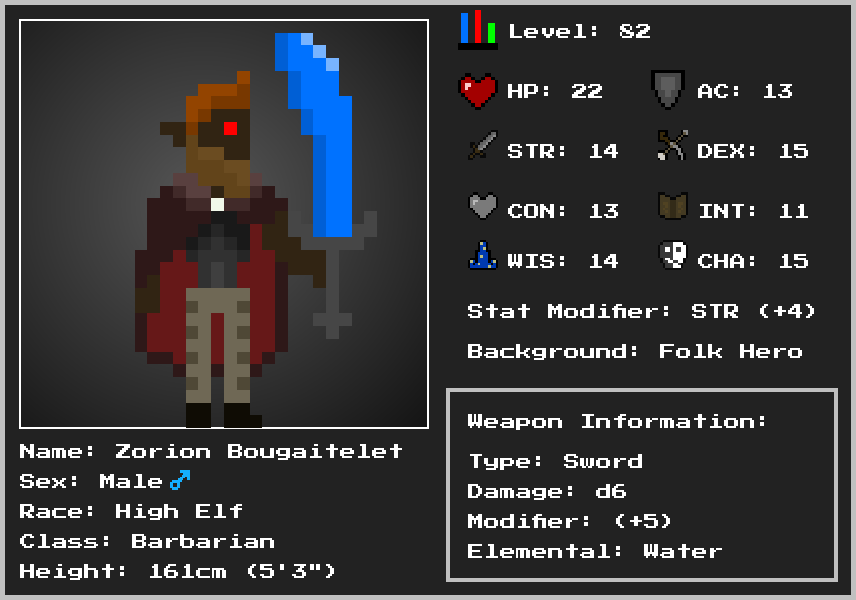 Level: 82
HP: 22
AC: 13
STR: 14
DEX: 15
CON: 13
INT: 11
WIS: 14
CHA: 15
Stat Modifier: STR (+4)
Background: Folk Hero
Weapon Information:
Type: Sword
Damage: d6
Modifier: (+5)
Elemental: Water
Name: Zorion Bougaitelet
Sex: Male♂
Race: High Elf
Class: Barbarian
Height: 161cm (5'3")